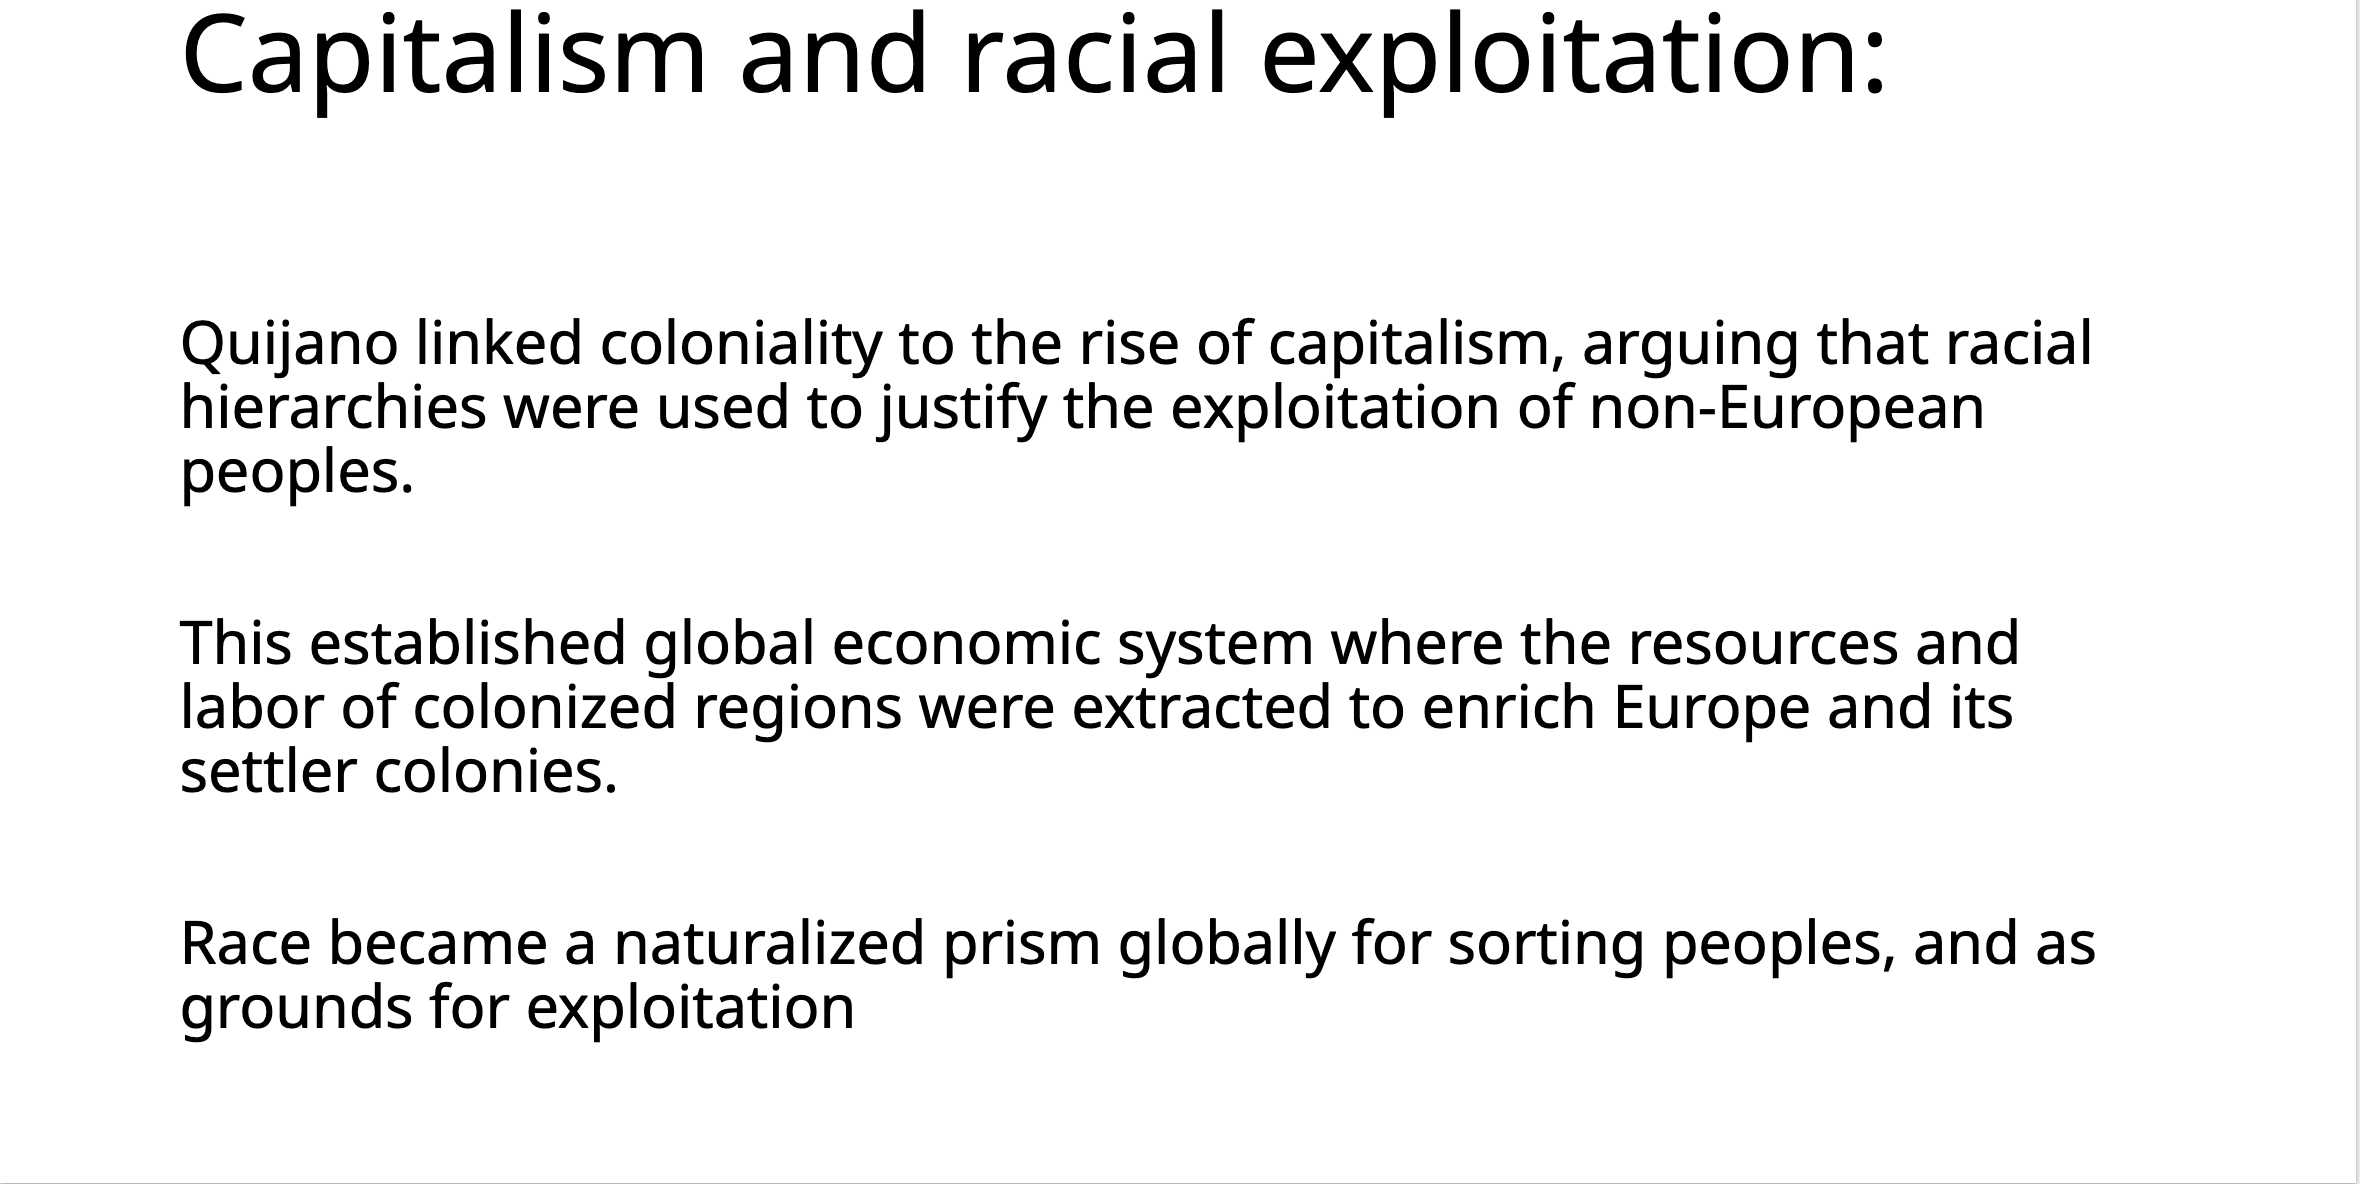 Capitalism and racial exploitation:
Quijano linked coloniality to the rise of capitalism, arguing that racial
hierarchies were used to justify the exploitation of non-European
peoples.
This established global economic system where the resources and
labor of colonized regions were extracted to enrich Europe and its
settler colonies.
Race became a naturalized prism globally for sorting peoples, and as
grounds for exploitation